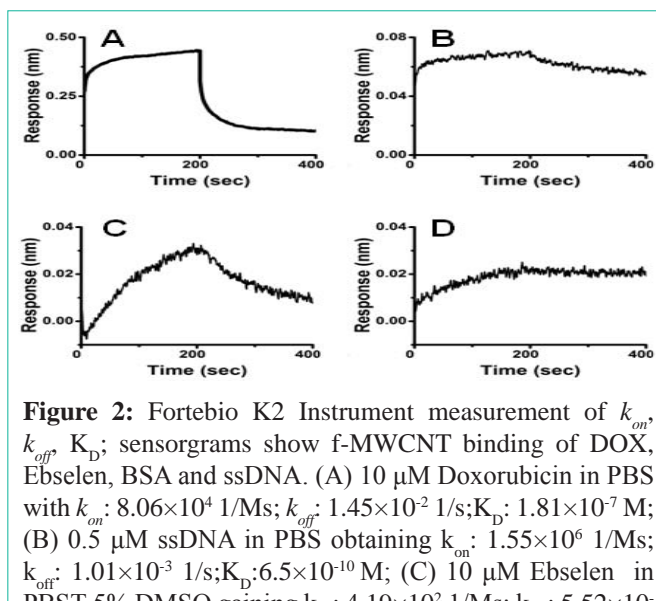 A
B
0.50
0.25
0.00
Response (nm)
0
200
400
Time (sec)
0.08
0.04
0.00
Response (nm)
0
200
400
Time (sec)
C
D
0.04
0.02
0.00
Response (nm)
0
200
400
Time (sec)
0.04
0.02
0.00
Response (nm)
0
200
400
Time (sec)
Figure 2: Fortebio K2 Instrument measurement of kon,
koff, KD; sensorgrams show f-MWCNT binding of DOX,
Ebselen, BSA and ssDNA. (A) 10 μM Doxorubicin in PBS
with kon: 8.06×10⁴ 1/Ms; koff: 1.45×10⁻² 1/s;KD: 1.81×10⁻⁷ M;
(B) 0.5 μM ssDNA in PBS obtaining kon: 1.55×10⁶ 1/Ms;
koff: 1.01×10⁻³ 1/s;KD:6.5×10⁻¹⁰ M; (C) 10 μM Ebselen in
5% DMSO